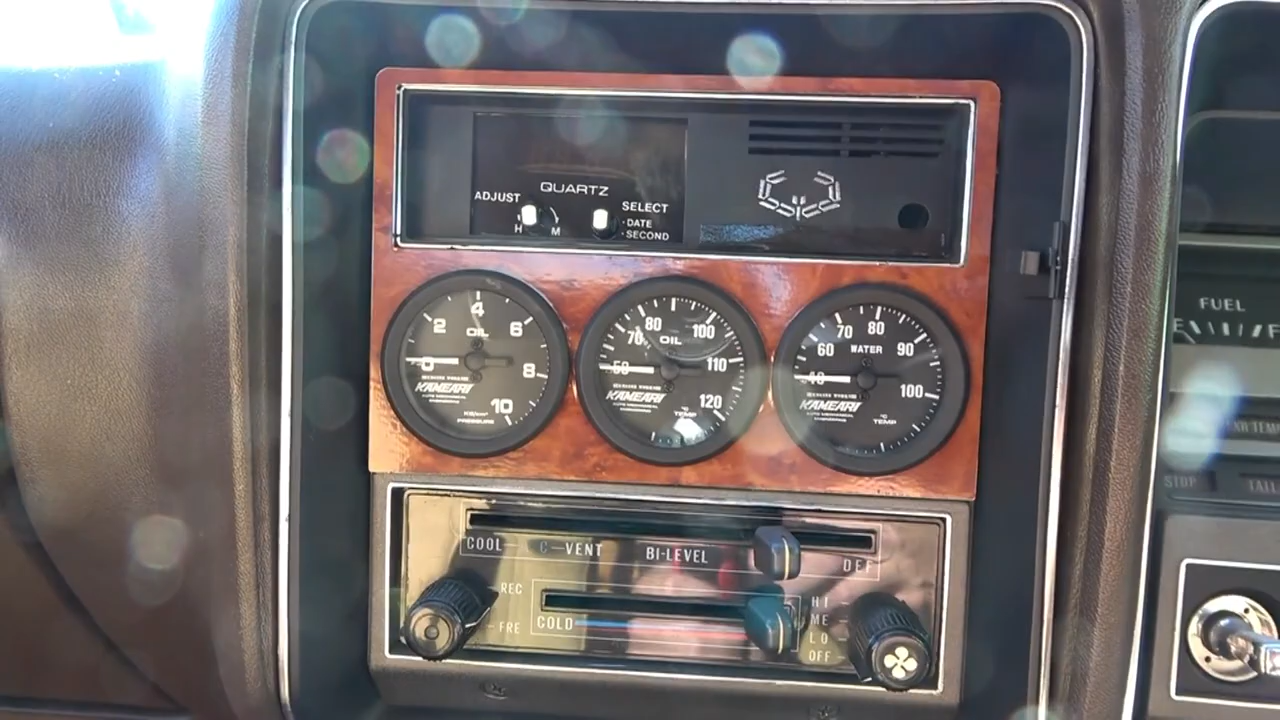 QUARTZ
ADJUST
H M
SELECT
·DATE
·SECOND
0 2 4 6 8 10
OIL
KAMEARI
PRESSURE
50 70 80 100 110 120
OIL
KAMEARI
°C
TEMP
40 60 70 80 90 100
WATER
KAMEARI
°C
TEMP
FUEL
E F
STOP
COOL C-VENT BI-LEVEL DEF
REC
FRE
COLD
HI
ME
LO
OFF